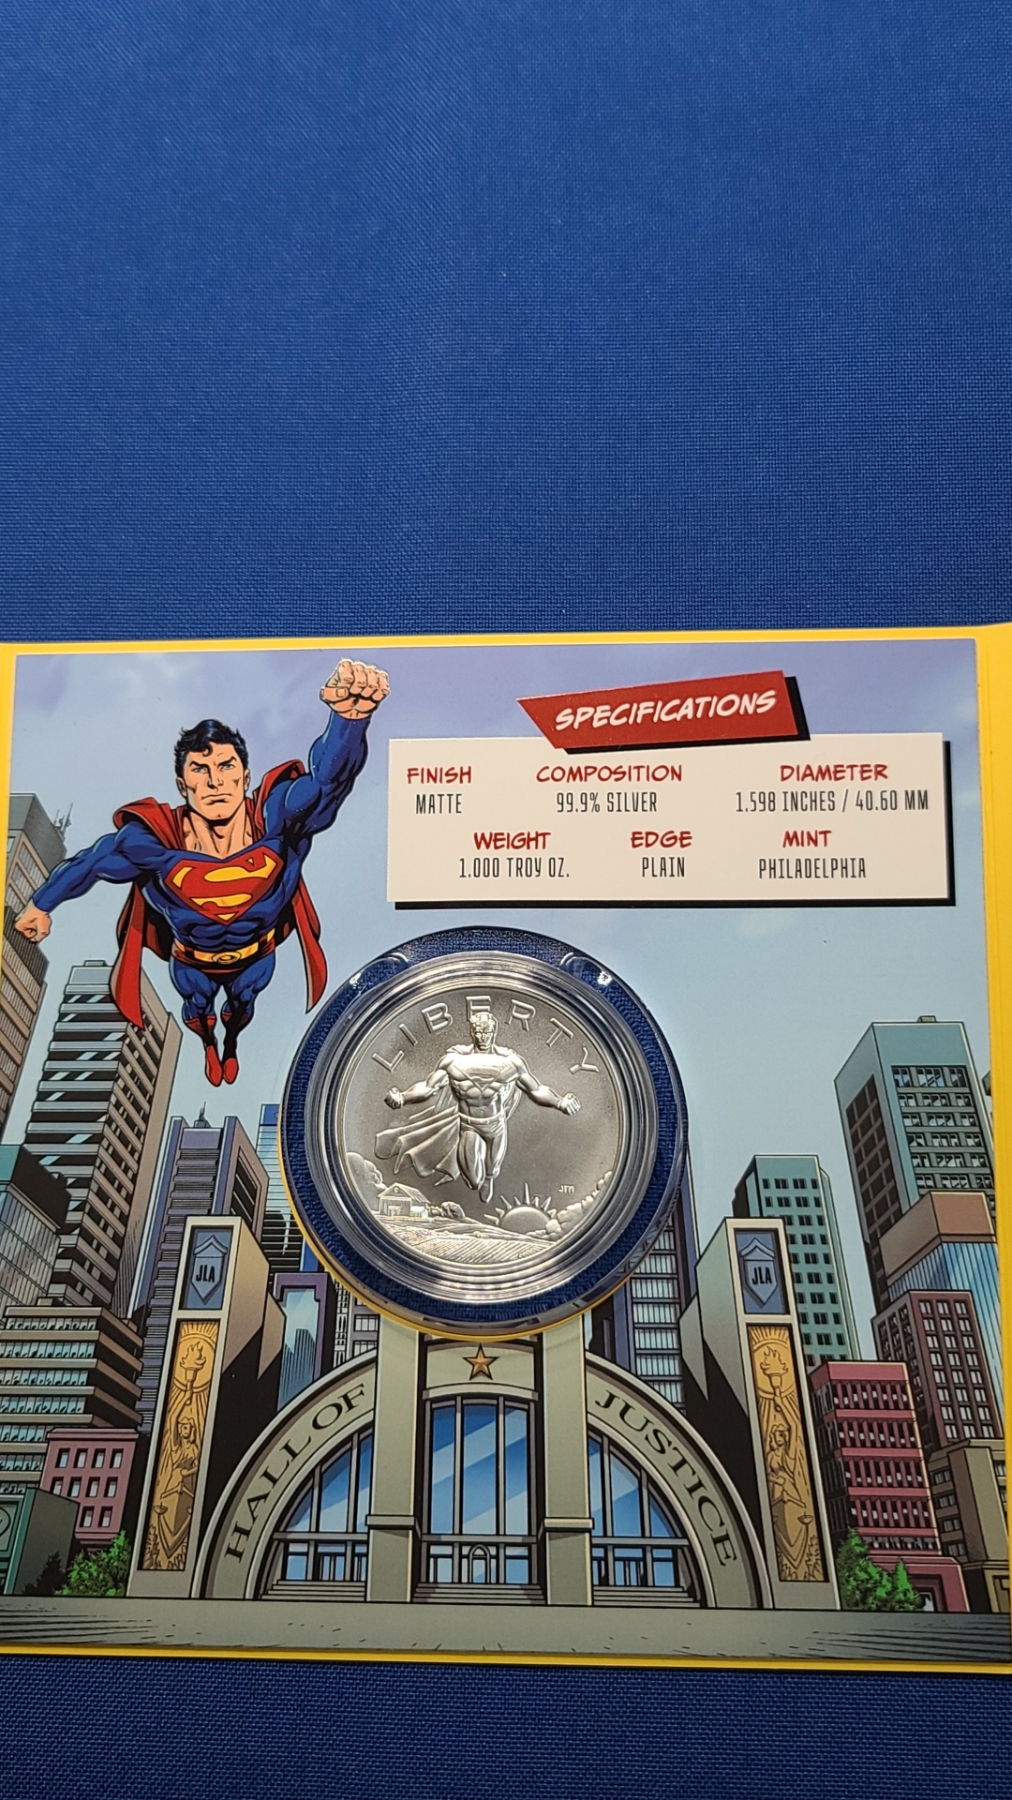 SPECIFICATIONS
FINISH COMPOSITION DIAMETER
MATTE 99.9% SILVER 1.598 INCHES / 40.60 MM
WEIGHT EDGE MINT
1.000 TROY OZ. PLAIN PHILADELPHIA
S
LIBERTY
JFM
JLA JLA
HALL OF JUSTICE